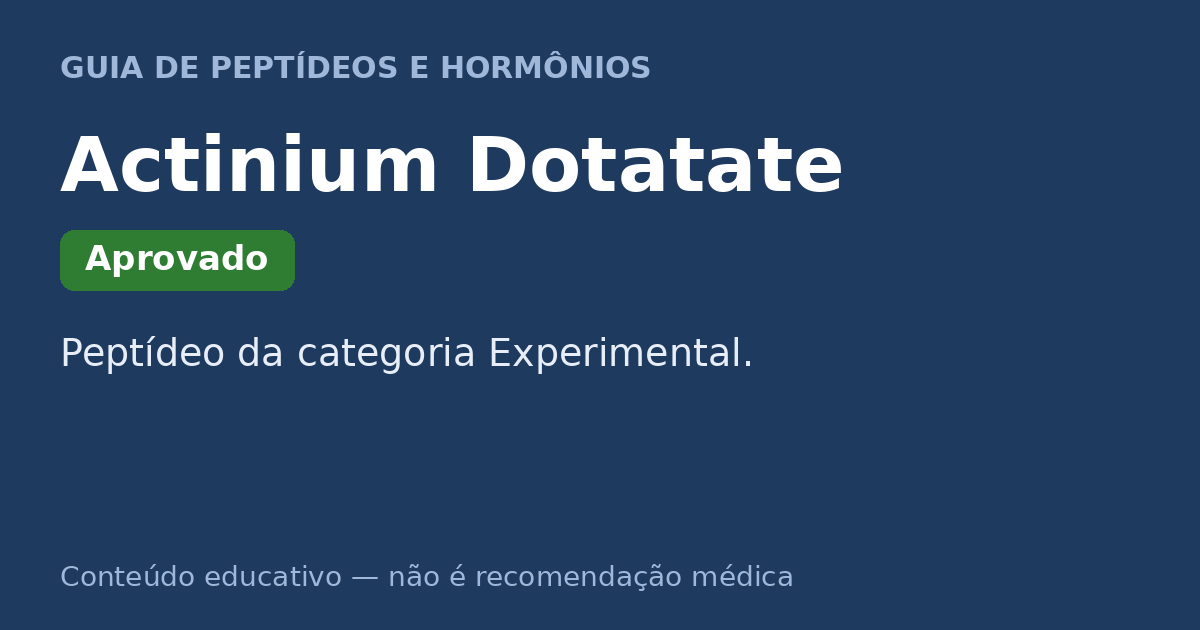 GUIA DE PEPTÍDEOS E HORMÔNIOS
Actinium Dotatate
Aprovado
Peptídeo da categoria Experimental.
Conteúdo educativo — não é recomendação médica